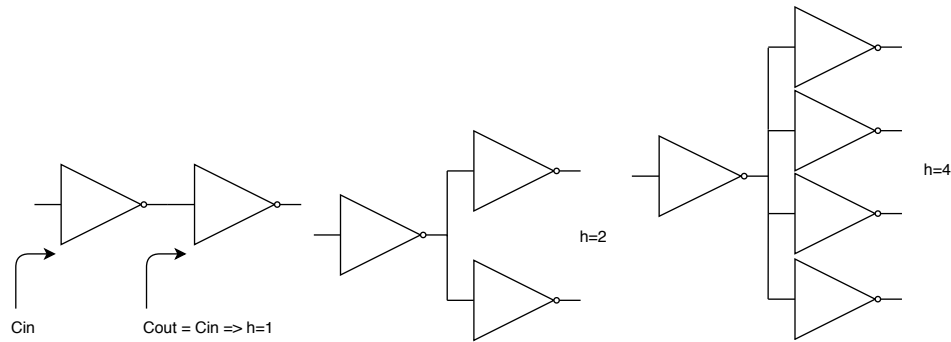 Cin
Cout = Cin => h=1
h=2
h=4